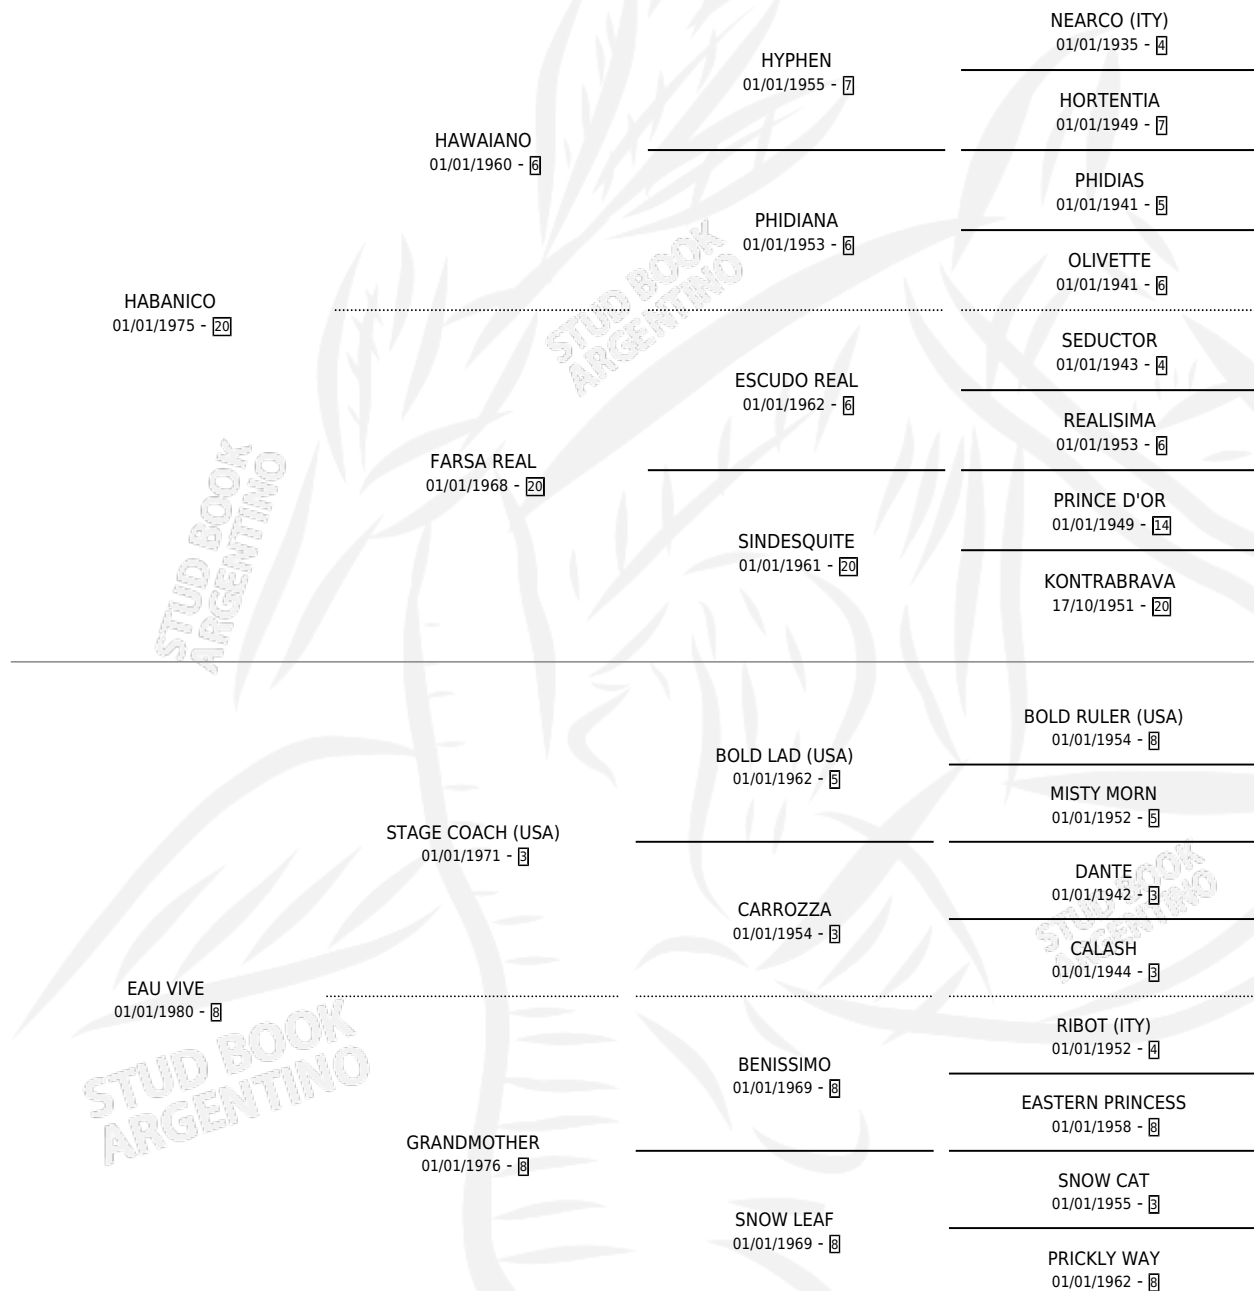 NEARCO (ITY)
01/01/1935 - 4
HYPHEN
01/01/1955 - 7
HORTENTIA
01/01/1949 - 7
HAWAIANO
01/01/1960 - 6
PHIDIAS
01/01/1941 - 5
PHIDIANA
01/01/1953 - 6
OLIVETTE
01/01/1941 - 6
HABANICO
01/01/1975 - 20
SEDUCTOR
01/01/1943 - 4
ESCUDO REAL
01/01/1962 - 6
REALISIMA
01/01/1953 - 6
FARSA REAL
01/01/1968 - 20
PRINCE D'OR
01/01/1949 - 14
SINDESQUITE
01/01/1961 - 20
KONTRABRAVA
17/10/1951 - 20
BOLD RULER (USA)
01/01/1954 - 8
BOLD LAD (USA)
01/01/1962 - 5
MISTY MORN
01/01/1952 - 5
STAGE COACH (USA)
01/01/1971 - 3
DANTE
01/01/1942 - 3
CARROZZA
01/01/1954 - 3
CALASH
01/01/1944 - 3
EAU VIVE
01/01/1980 - 8
RIBOT (ITY)
01/01/1952 - 4
BENISSIMO
01/01/1969 - 8
EASTERN PRINCESS
01/01/1958 - 8
GRANDMOTHER
01/01/1976 - 8
SNOW CAT
01/01/1955 - 3
SNOW LEAF
01/01/1969 - 8
PRICKLY WAY
01/01/1962 - 8
STUD BOOK
ARGENTINO
STUD BOOK
ARGENTINO
STUD BOOK
ARGENTINO
STUD BOOK
ARGENTINO